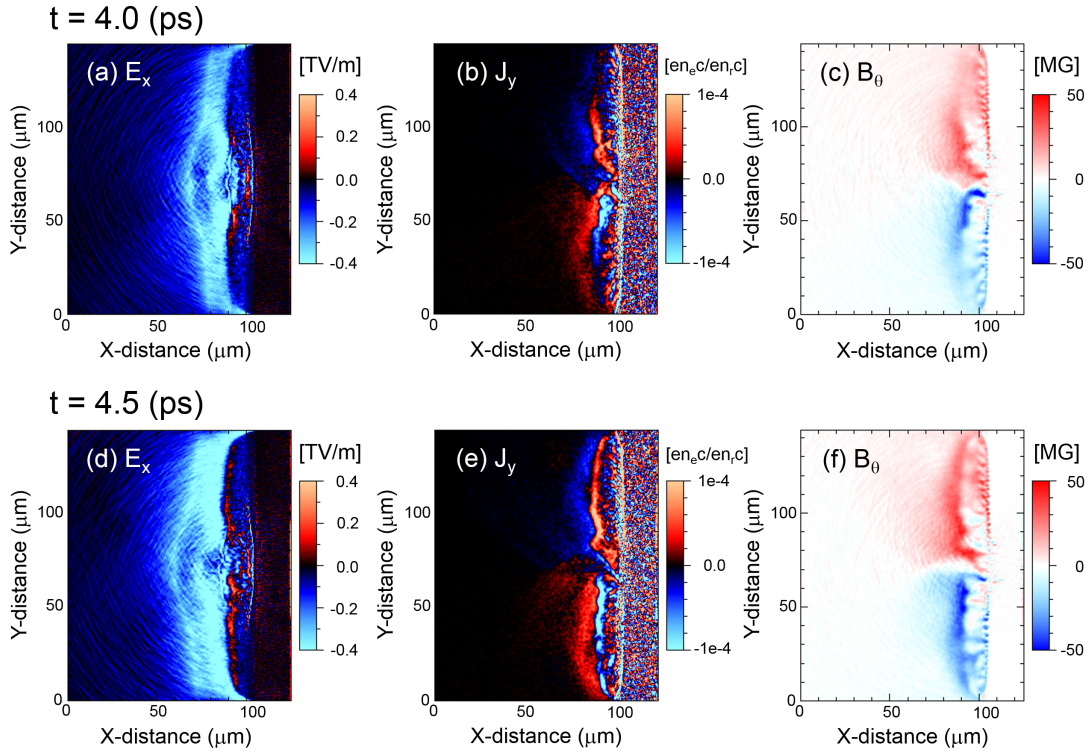 t = 4.0 (ps)
(a) Eₓ
[TV/m]
0.4
0.2
0.0
-0.2
-0.4
Y-distance (μm)
100
50
0
0
50
100
X-distance (μm)
(b) Jᵧ
[enₑc/enᵣc]
1e-4
0.0
-1e-4
Y-distance (μm)
100
50
0
0
50
100
X-distance (μm)
(c) Bθ
[MG]
50
0
-50
Y-distance (μm)
100
50
0
0
50
100
X-distance (μm)
t = 4.5 (ps)
(d) Eₓ
[TV/m]
0.4
0.2
0.0
-0.2
-0.4
Y-distance (μm)
100
50
0
0
50
100
X-distance (μm)
(e) Jᵧ
[enₑc/enᵣc]
1e-4
0.0
-1e-4
Y-distance (μm)
100
50
0
0
50
100
X-distance (μm)
(f) Bθ
[MG]
50
0
-50
Y-distance (μm)
100
50
0
0
50
100
X-distance (μm)